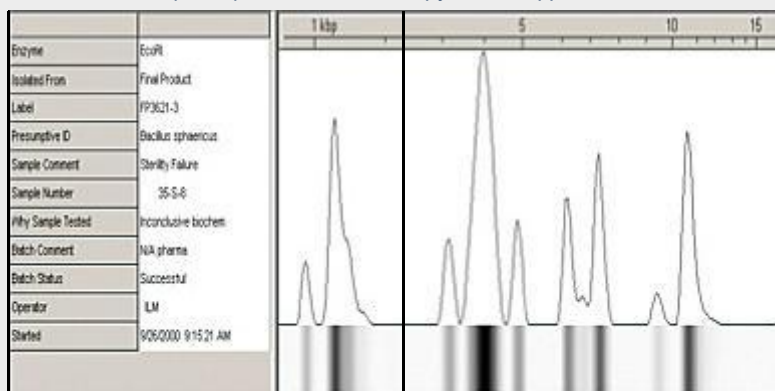 1 kbp 5 10 15
Enzyme EcoRI
Isolated From Final Product
Label FP3621-3
Presumptive ID Bacillus sphaericus
Sample Comment Sterility Failure
Sample Number 35-S-6
Why Sample Tested Inconclusive biochem
Batch Comment N/A pharma
Batch Status Successful
Operator ILM
Started 9/26/2000 9:15:21 AM